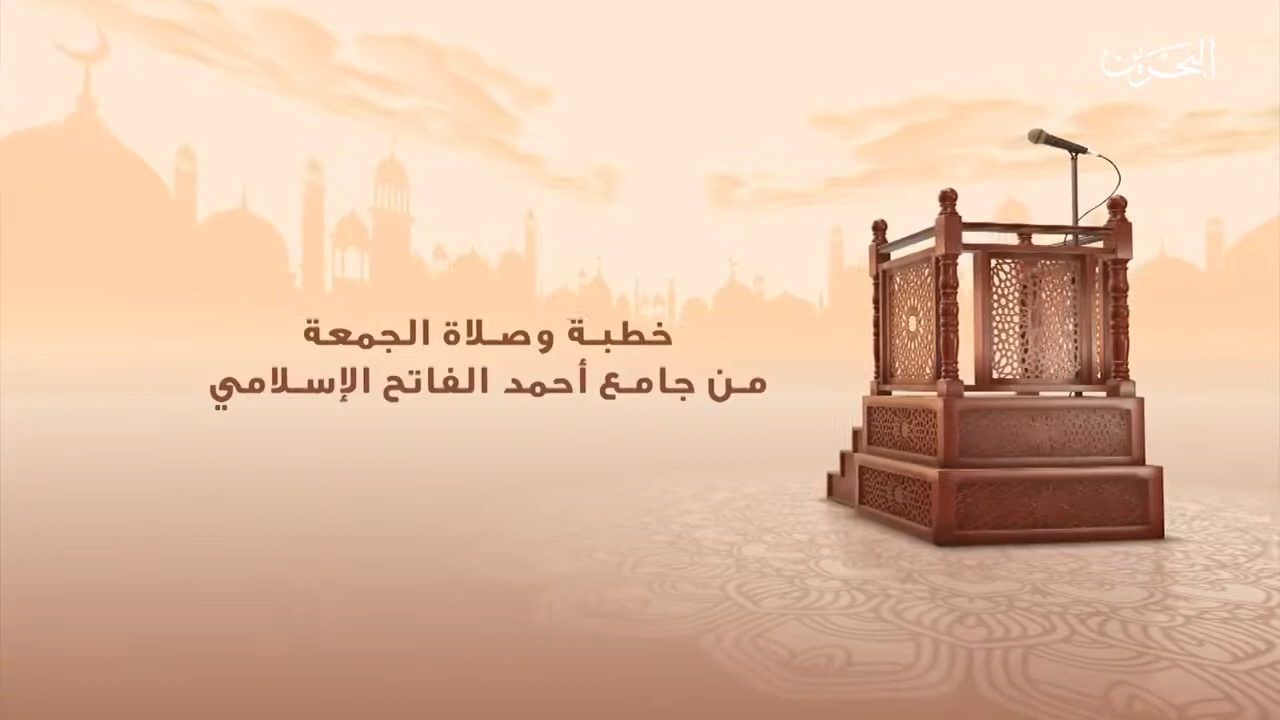 البحرين
خطبة وصلاة الجمعة
من جامع أحمد الفاتح الإسلامي